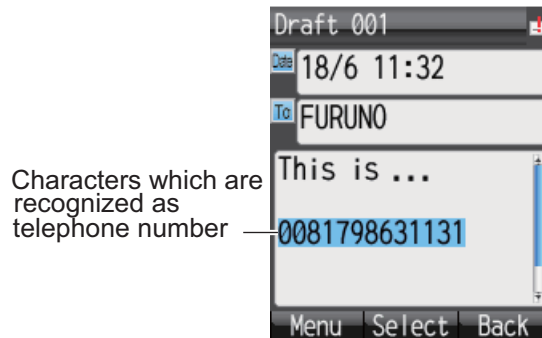 Draft 001
Date 18/6 11:32
To FURUNO
This is ...
0081798631131
Menu Select Back
Characters which are
recognized as
telephone number